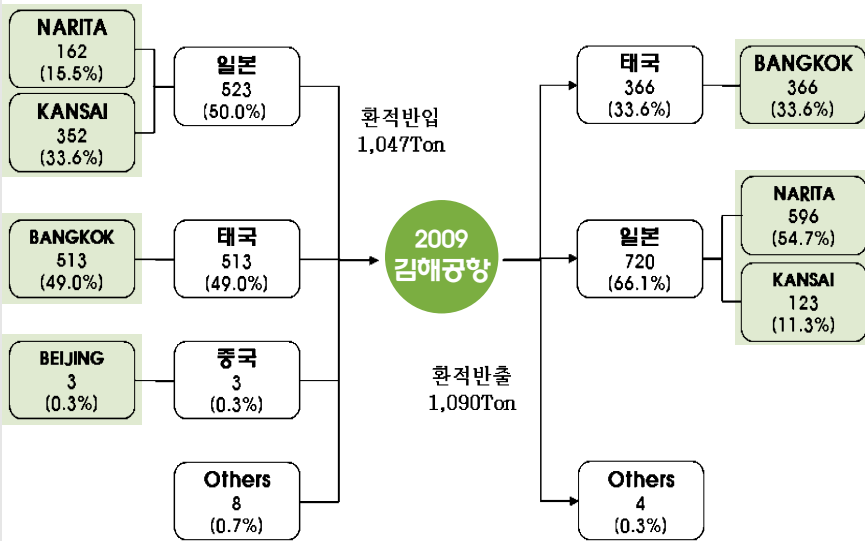 NARITA
162
(15.5%)
KANSAI
352
(33.6%)
일본
523
(50.0%)
BANGKOK
513
(49.0%)
태국
513
(49.0%)
BEIJING
3
(0.3%)
중국
3
(0.3%)
Others
8
(0.7%)
환적반입
1,047Ton
2009
김해공항
환적반출
1,090Ton
태국
366
(33.6%)
BANGKOK
366
(33.6%)
일본
720
(66.1%)
NARITA
596
(54.7%)
KANSAI
123
(11.3%)
Others
4
(0.3%)